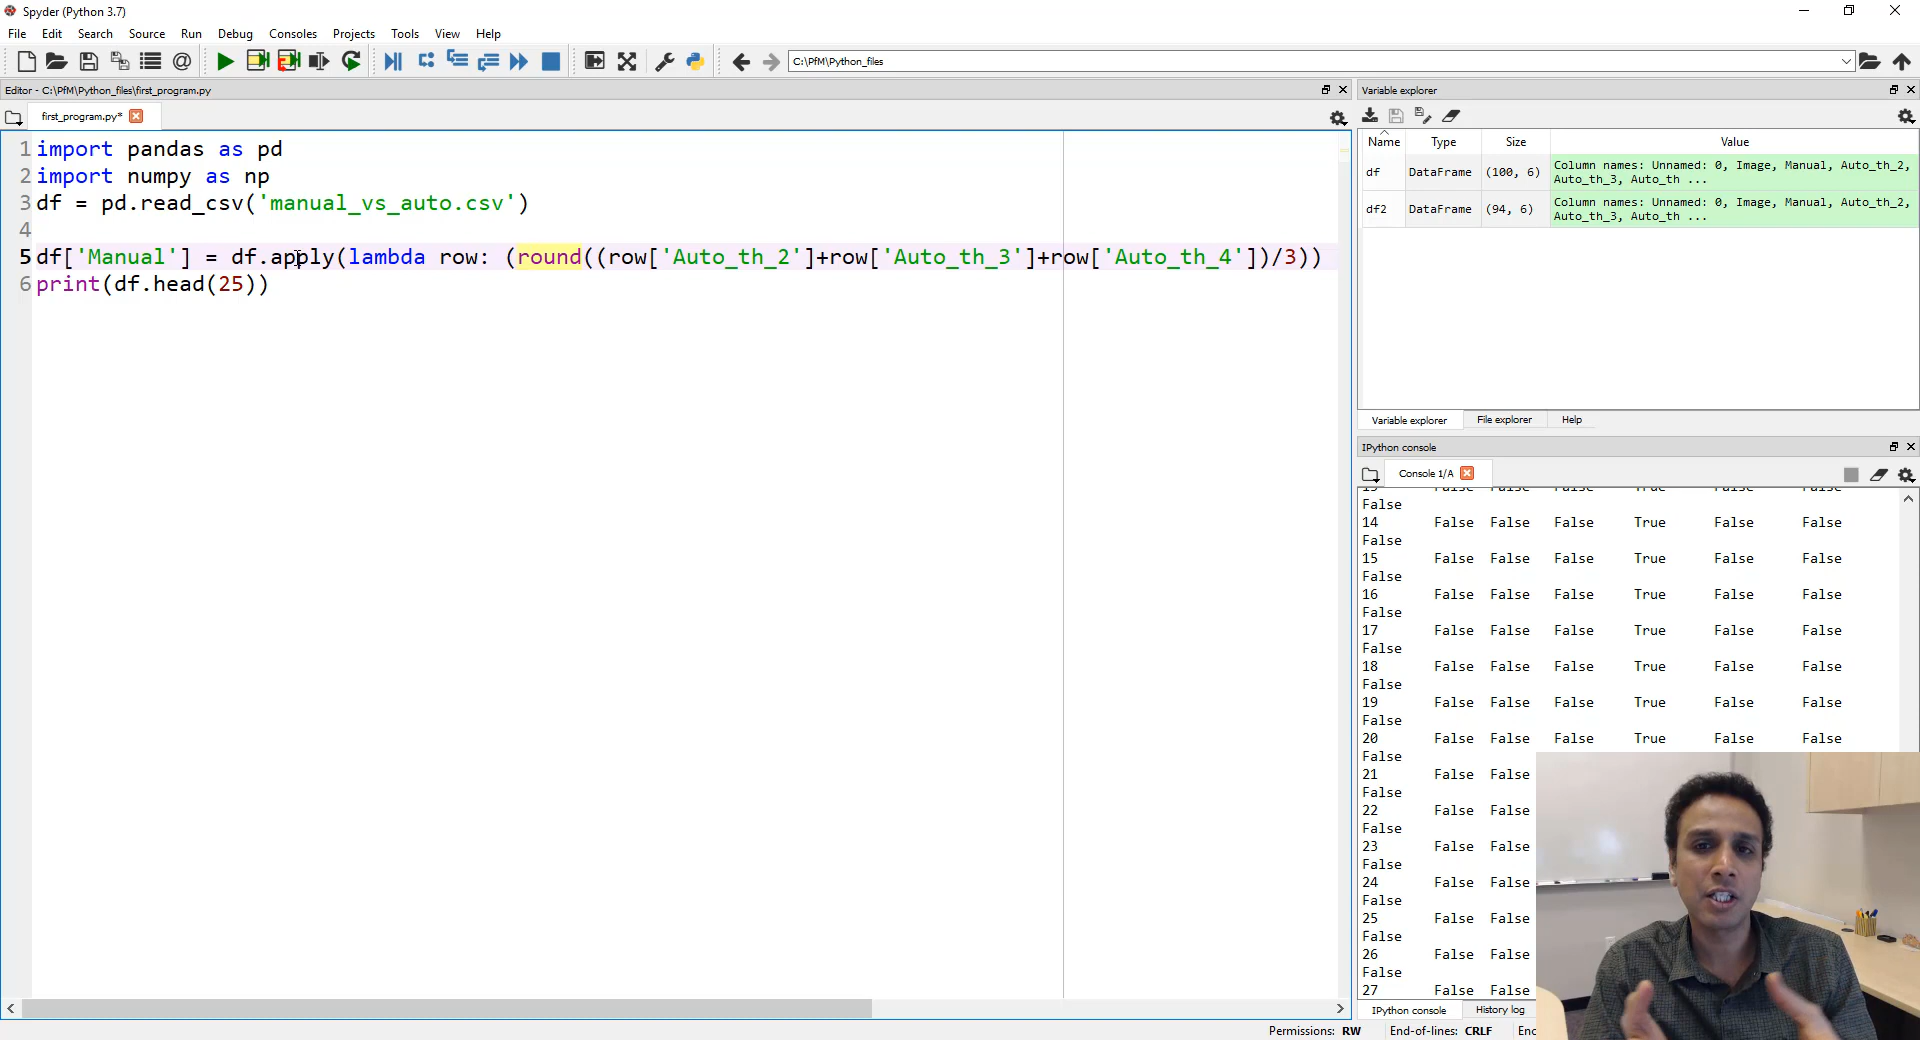 Spyder (Python 3.7)
File Edit Search Source Run Debug Consoles Projects Tools View Help
C:\PfM\Python_files
Editor - C:\PfM\Python_files\first_program.py
first_program.py*
1 import pandas as pd
2 import numpy as np
3 df = pd.read_csv('manual_vs_auto.csv')
4
5 df['Manual'] = df.apply(lambda row: (round((row['Auto_th_2']+row['Auto_th_3']+row['Auto_th_4'])/3))
6 print(df.head(25))
Variable explorer
Name Type Size Value
df DataFrame (100, 6) Column names: Unnamed: 0, Image, Manual, Auto_th_2,
Auto_th_3, Auto_th ...
df2 DataFrame (94, 6) Column names: Unnamed: 0, Image, Manual, Auto_th_2,
Auto_th_3, Auto_th ...
Variable explorer File explorer Help
IPython console
Console 1/A
False
14 False False False True False False
False
15 False False False True False False
False
16 False False False True False False
False
17 False False False True False False
False
18 False False False True False False
False
19 False False False True False False
False
20 False False False True False False
False
21 False False
False
22 False False
False
23 False False
False
24 False False
False
25 False False
False
26 False False
False
27 False False
IPython console History log
Permissions: RW End-of-lines: CRLF